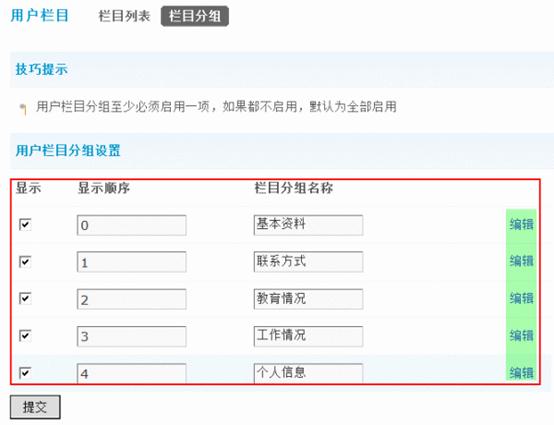 用户栏目 栏目列表 栏目分组
技巧提示
用户栏目分组至少必须启用一项，如果都不启用，默认为全部启用
用户栏目分组设置
显示 显示顺序 栏目分组名称
0 基本资料 编辑
1 联系方式 编辑
2 教育情况 编辑
3 工作情况 编辑
4 个人信息 编辑
提交